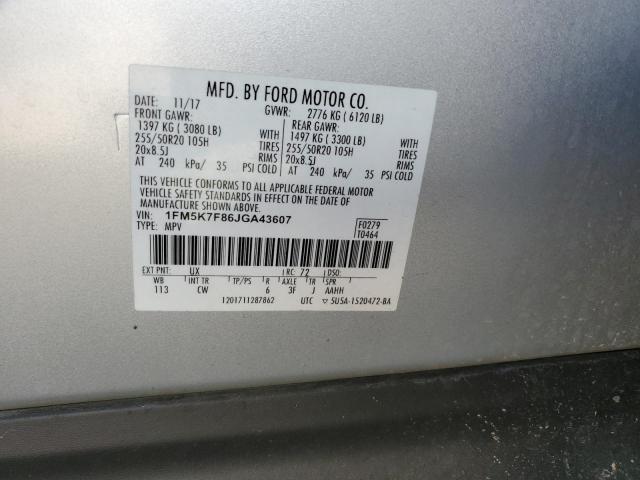 MFD. BY FORD MOTOR CO.
DATE: 11/17 GVWR: 2776 KG ( 6120 LB)
FRONT GAWR: REAR GAWR:
1397 KG ( 3080 LB) WITH 1497 KG ( 3300 LB) WITH
255/50R20 105H TIRES 255/50R20 105H TIRES
20x8.5J RIMS 20x8.5J RIMS
AT 240 kPa/ 35 PSI COLD AT 240 kPa/ 35 PSI COLD
THIS VEHICLE CONFORMS TO ALL APPLICABLE FEDERAL MOTOR
VEHICLE SAFETY STANDARDS IN EFFECT ON THE DATE OF
MANUFACTURE SHOWN ABOVE.
VIN: 1FM5K7F86JGA43607 F0279
TYPE: MPV T0464
EXT PNT: UX RC: 72 DSO:
WB INT TR TP/PS R AXLE TR SPR
113 CW 6 3F J AAHH
1201711287862 UTC ▽ 5U5A-1520472-BA